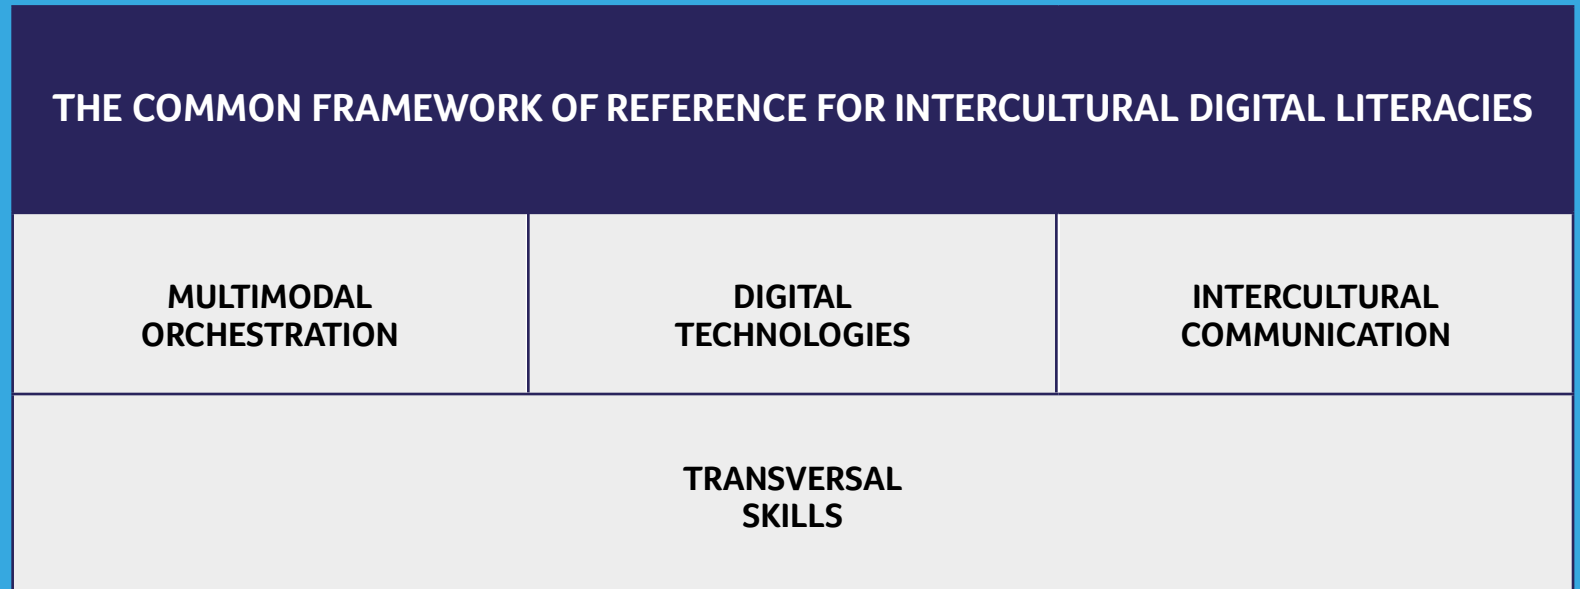 THE COMMON FRAMEWORK OF REFERENCE FOR INTERCULTURAL DIGITAL LITERACIES
MULTIMODAL
ORCHESTRATION
DIGITAL
TECHNOLOGIES
INTERCULTURAL
COMMUNICATION
TRANSVERSAL
SKILLS